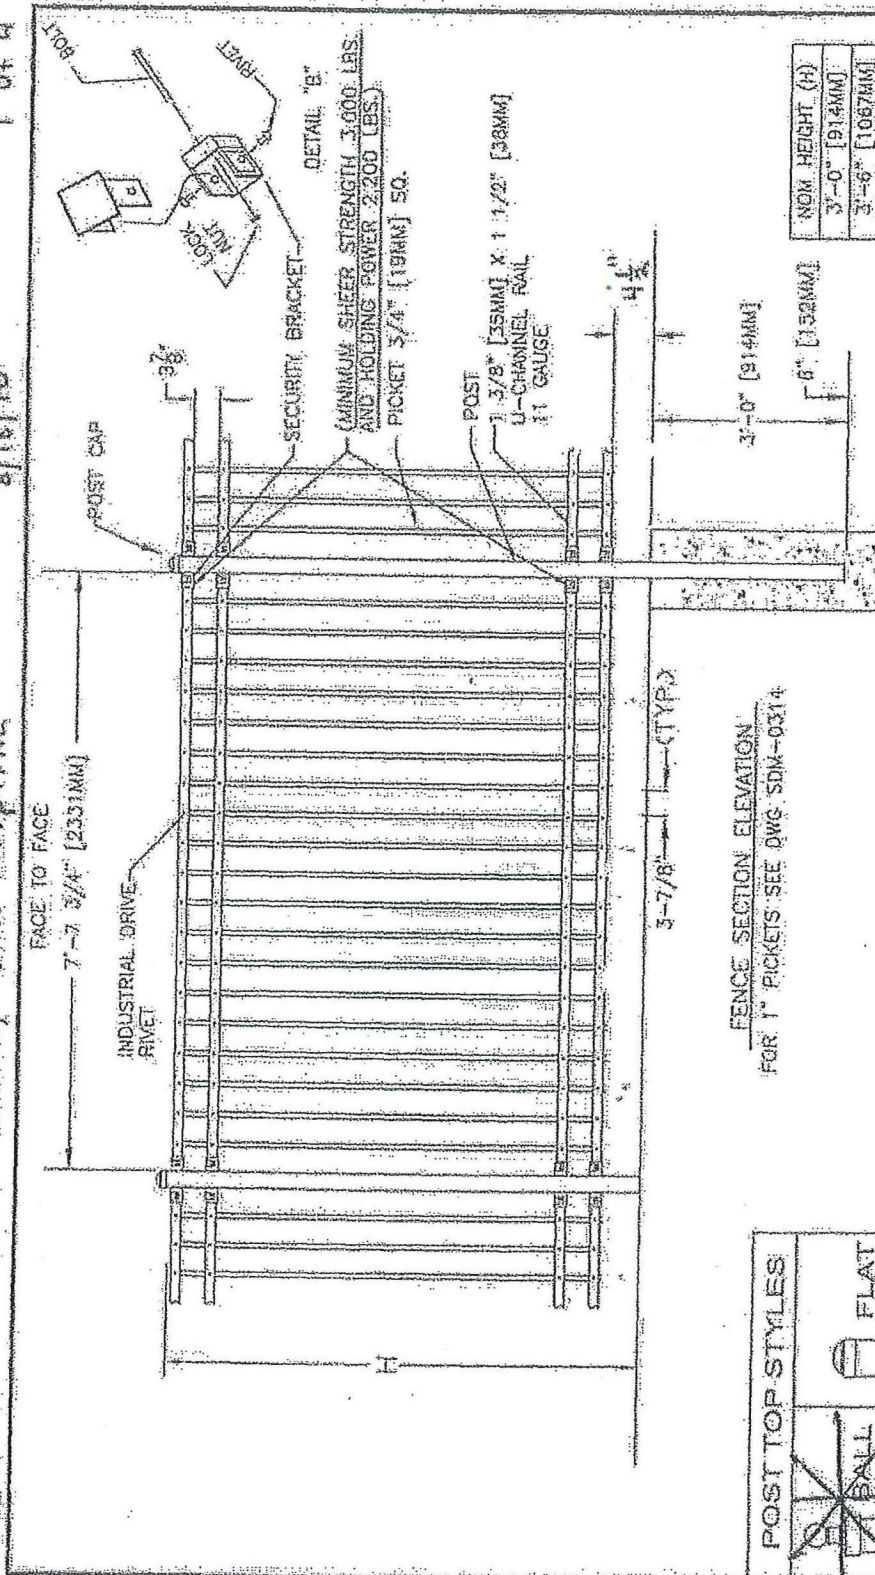 FACE TO FACE
7'-7 3/4" [2331MM]
INDUSTRIAL DRIVE
RIVET
POST CAP
3 7/8
BOLT
RIVET
LOCK
NUT
DETAIL "B"
SECURITY BRACKET
(MINIMUM SHEER STRENGTH 3,000 LBS.
AND HOLDING POWER 2,200 LBS.)
PICKET 3/4" [19MM] SQ.
POST
1 3/8" [35MM] X 1 1/2" [38MM]
U-CHANNEL RAIL
11 GAUGE
H
3-7/8"
(TYP.)
3'-0" [914MM]
6" [152MM]
FENCE SECTION ELEVATION
FOR 1" PICKETS SEE DWG SDM-0314
NOM HEIGHT (H)
3'-0" [914MM]
3'-6" [1067MM]
POST TOP STYLES
BALL
FLAT